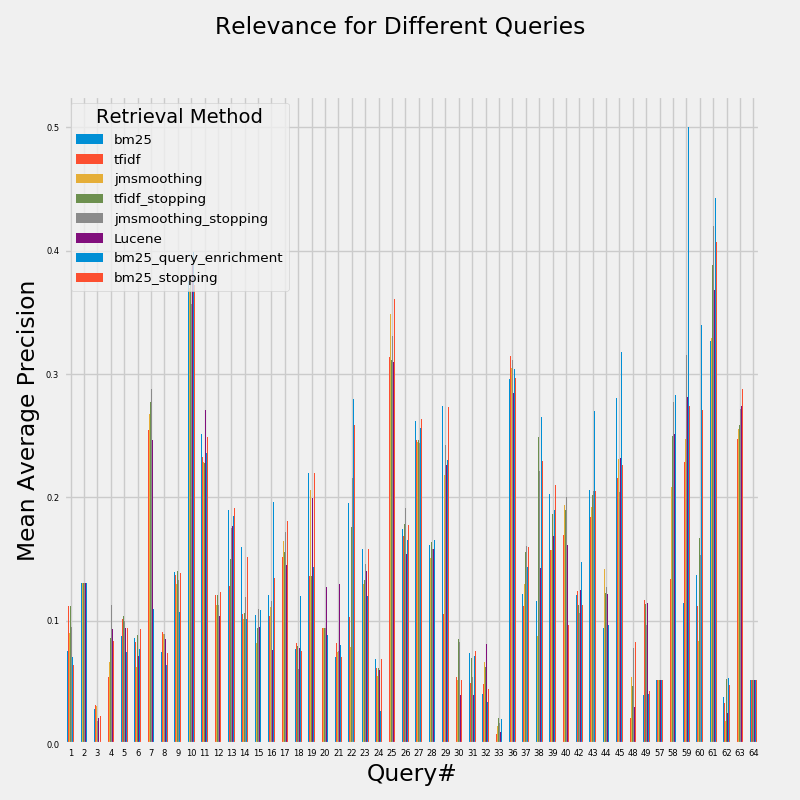 Relevance for Different Queries
Retrieval Method
bm25
tfidf
jmsmoothing
tfidf_stopping
jmsmoothing_stopping
Lucene
bm25_query_enrichment
bm25_stopping
Mean Average Precision
0.5
0.4
0.3
0.2
0.1
0.0
1 2 3 4 5 6 7 8 9 10 11 12 13 14 15 16 17 18 19 20 21 22 23 24 25 26 27 28 29 30 31 32 33 36 37 38 39 40 42 43 44 45 48 49 57 58 59 60 61 62 63 64
Query#